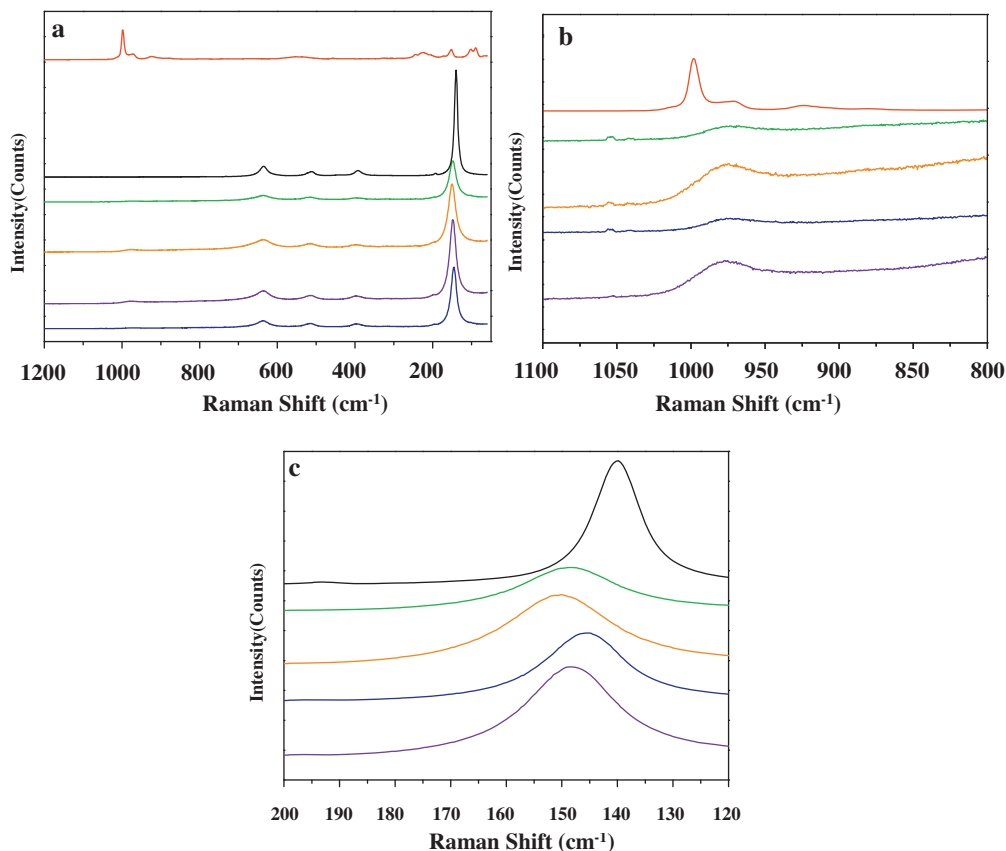 a
Intensity(Counts)
1200 1000 800 600 400 200
Raman Shift (cm⁻¹)
b
Intensity(Counts)
1100 1050 1000 950 900 850 800
Raman Shift (cm⁻¹)
c
Intensity(Counts)
200 190 180 170 160 150 140 130 120
Raman Shift (cm⁻¹)